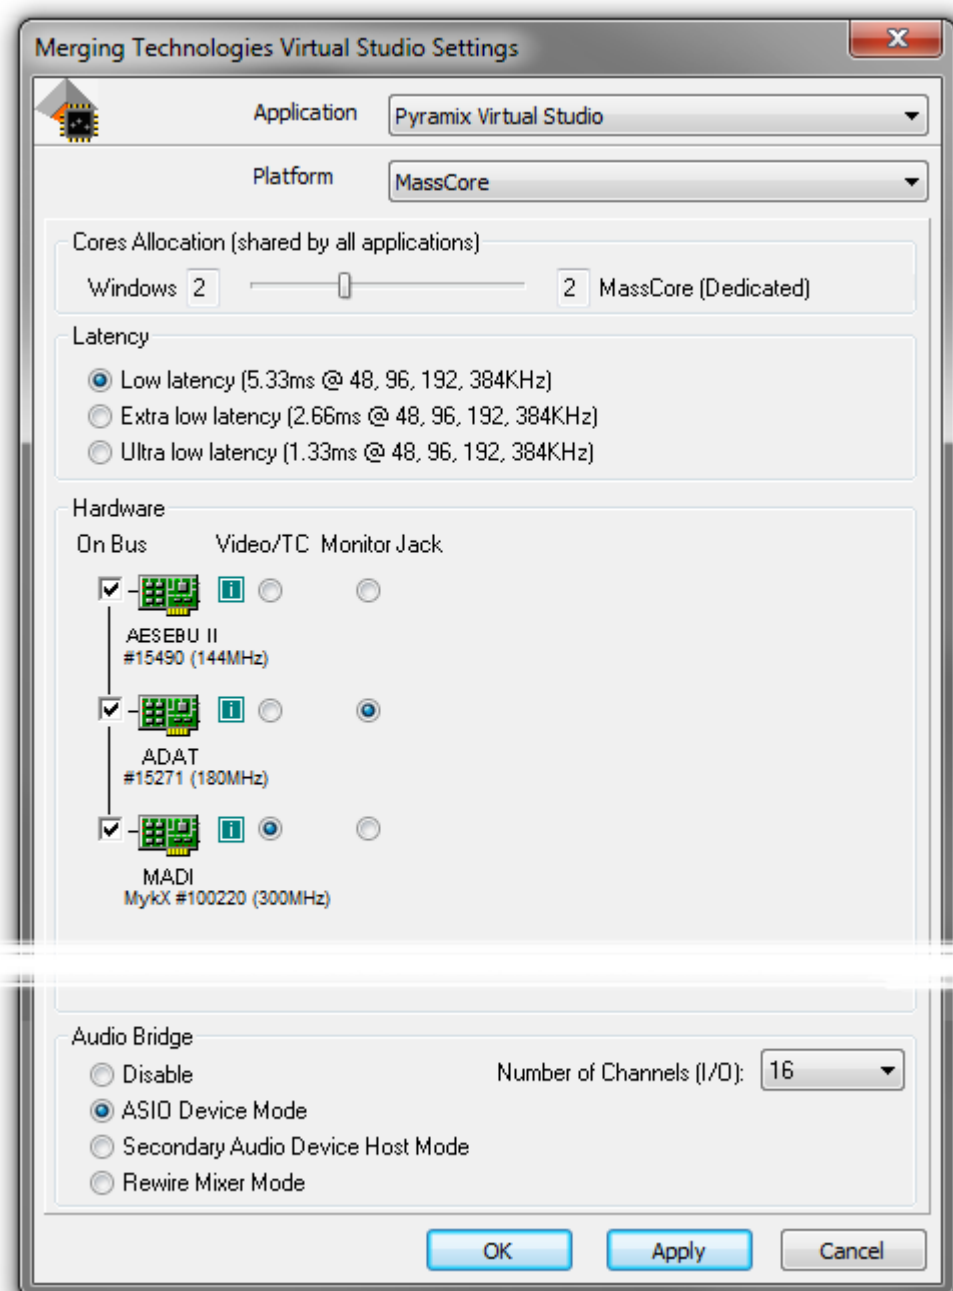 Merging Technologies Virtual Studio Settings
Application Pyramix Virtual Studio
Platform MassCore
Cores Allocation (shared by all applications)
Windows 2 2 MassCore (Dedicated)
Latency
Low latency (5.33ms @ 48, 96, 192, 384KHz)
Extra low latency (2.66ms @ 48, 96, 192, 384KHz)
Ultra low latency (1.33ms @ 48, 96, 192, 384KHz)
Hardware
On Bus Video/TC Monitor Jack
AESEBU II
#15490 (144MHz)
ADAT
#15271 (180MHz)
MADI
MykX #100220 (300MHz)
Audio Bridge
Disable Number of Channels (I/O): 16
ASIO Device Mode
Secondary Audio Device Host Mode
Rewire Mixer Mode
OK Apply Cancel